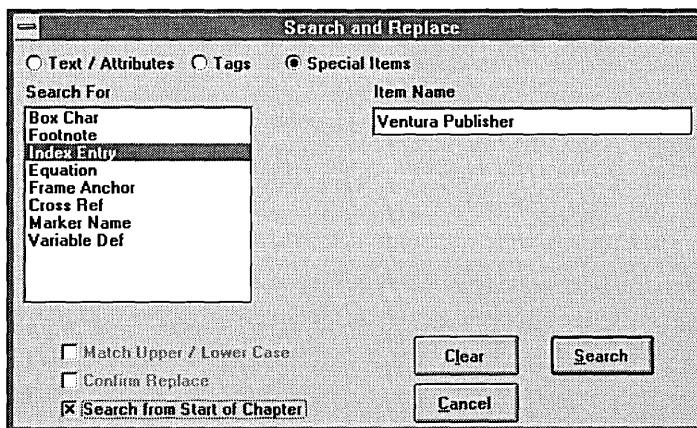 Search and Replace
Text / Attributes Tags Special Items
Search For
Item Name
Box Char
Footnote
Index Entry
Equation
Frame Anchor
Cross Ref
Marker Name
Variable Def
Ventura Publisher
Match Upper / Lower Case
Confirm Replace
Search from Start of Chapter
Clear
Search
Cancel